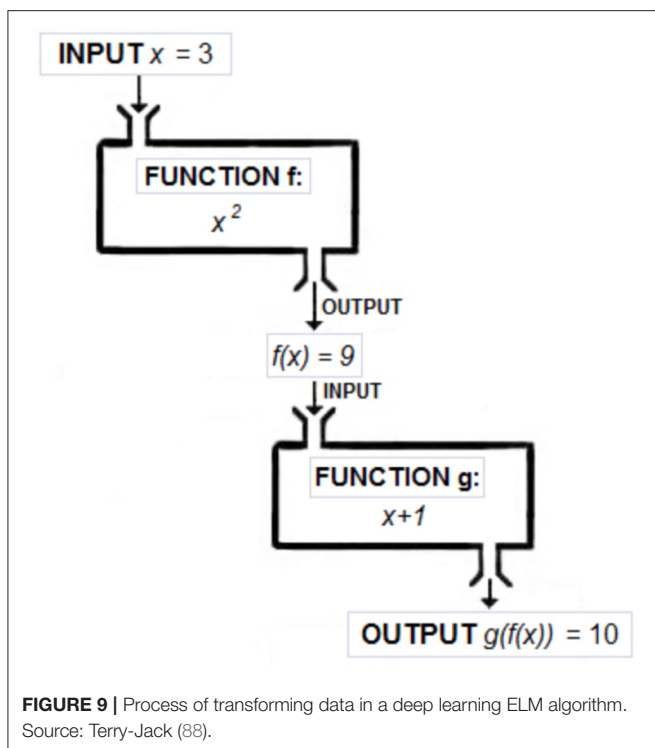 INPUT x = 3
FUNCTION f:
x²
OUTPUT
f(x) = 9
INPUT
FUNCTION g:
x+1
OUTPUT g(f(x)) = 10
FIGURE 9 | Process of transforming data in a deep learning ELM algorithm.
Source: Terry-Jack (88).